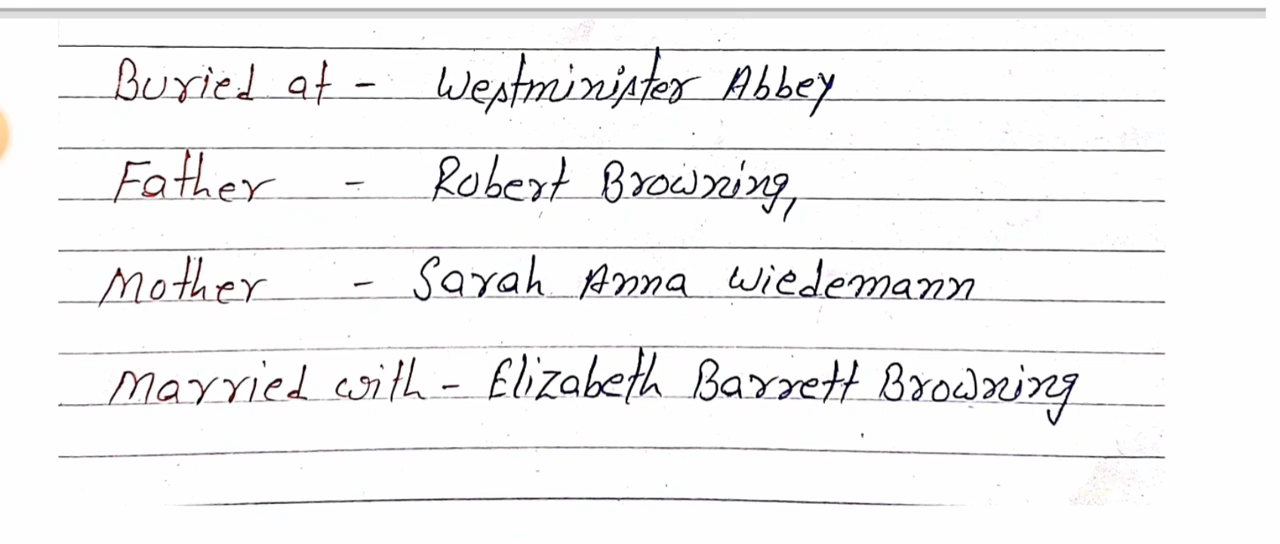 Buried at - Westminister Abbey
Father - Robert Browning,
Mother - Sarah Anna Wiedemann
Married with - Elizabeth Barrett Browning